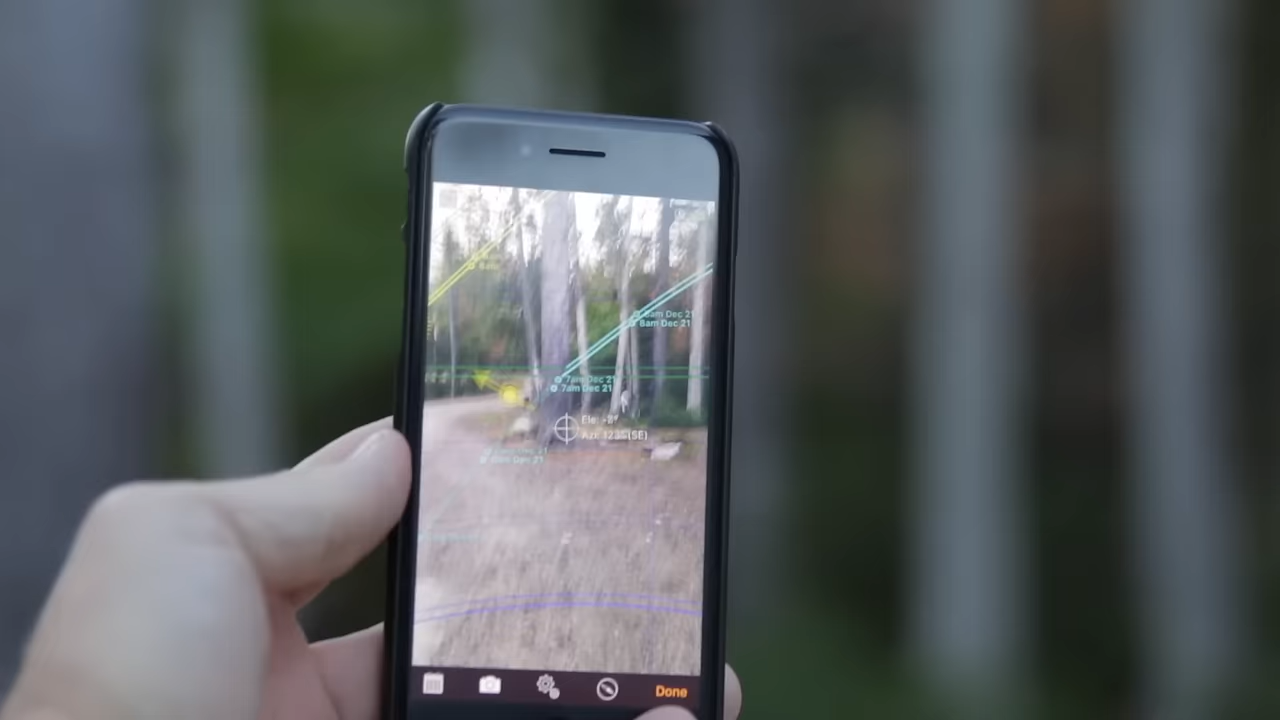 8am Dec 21
8am Dec 21
7am Dec 21
7am Dec 21
Ele: -8°
Azi: 123°(SE)
Done